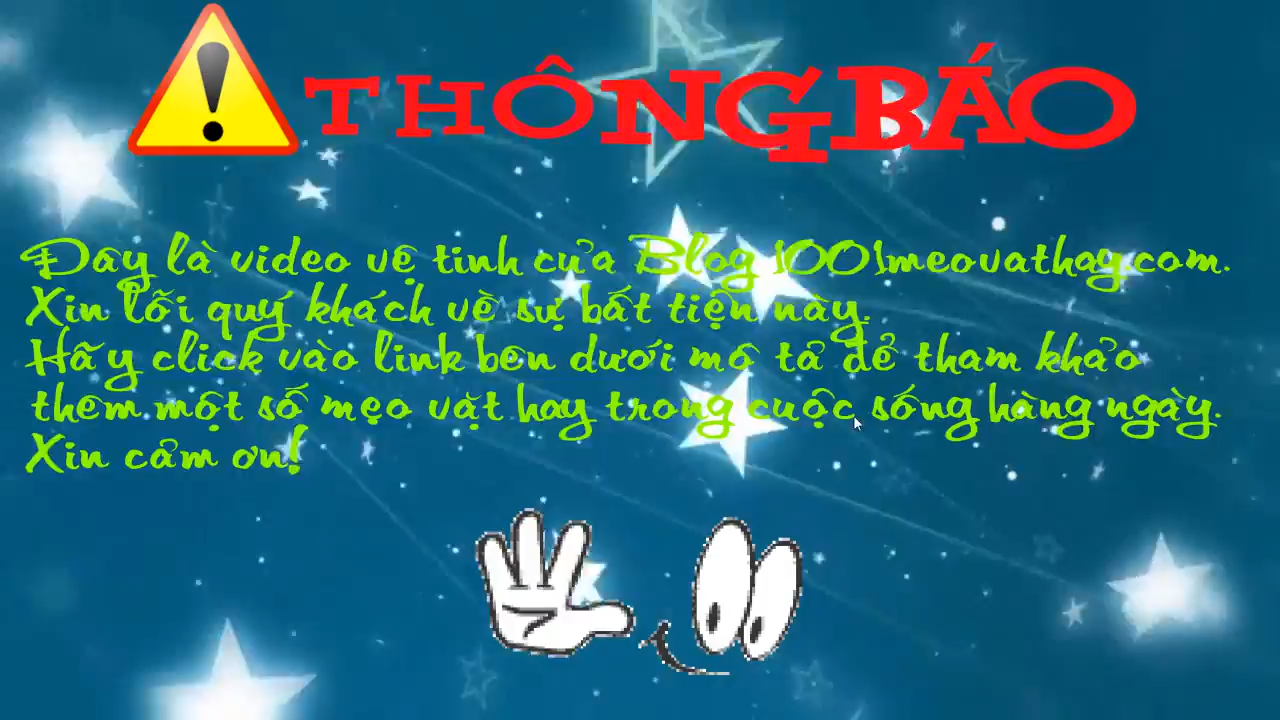 THÔNG BÁO
Đây là video vệ tinh của Blog 1001meovathay.com.
Xin lỗi quý khách về sự bất tiện này.
Hãy click vào link bên dưới mô tả để tham khảo
thêm một số mẹo vặt hay trong cuộc sống hàng ngày.
Xin cảm ơn!